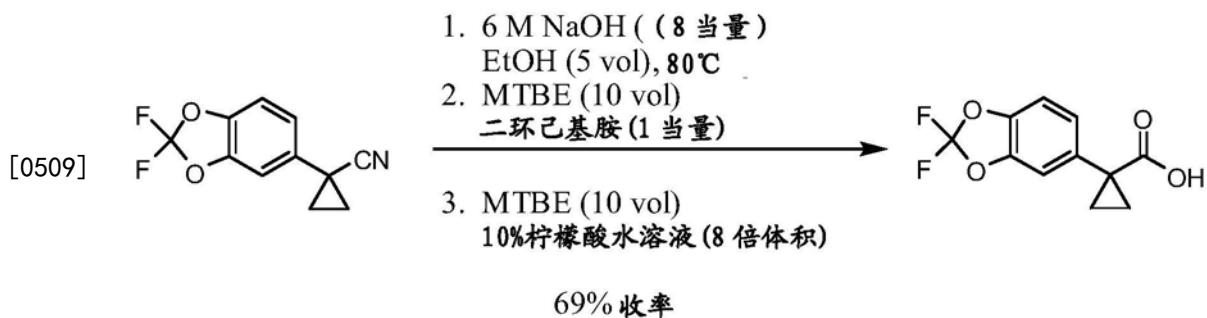 1. 6 M NaOH ( (8 当量)
EtOH (5 vol), 80℃
2. MTBE (10 vol)
二环己基胺(1 当量)
[0509]
F
F
O
O
CN
3. MTBE (10 vol)
10%柠檬酸水溶液(8 倍体积)
69% 收率
F
F
O
O
O
OH